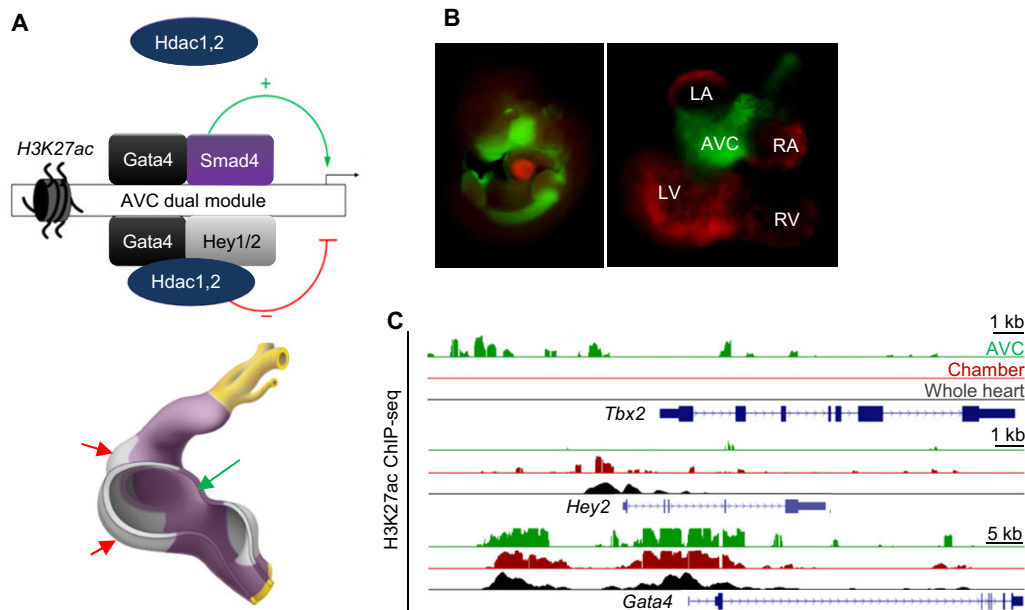 A
Hdac1,2
+
H3K27ac
Gata4
Smad4
AVC dual module
Gata4
Hey1/2
Hdac1,2
–
B
LA
AVC
RA
LV
RV
C
H3K27ac ChIP-seq
1 kb
AVC
Chamber
Whole heart
Tbx2
1 kb
Hey2
5 kb
Gata4